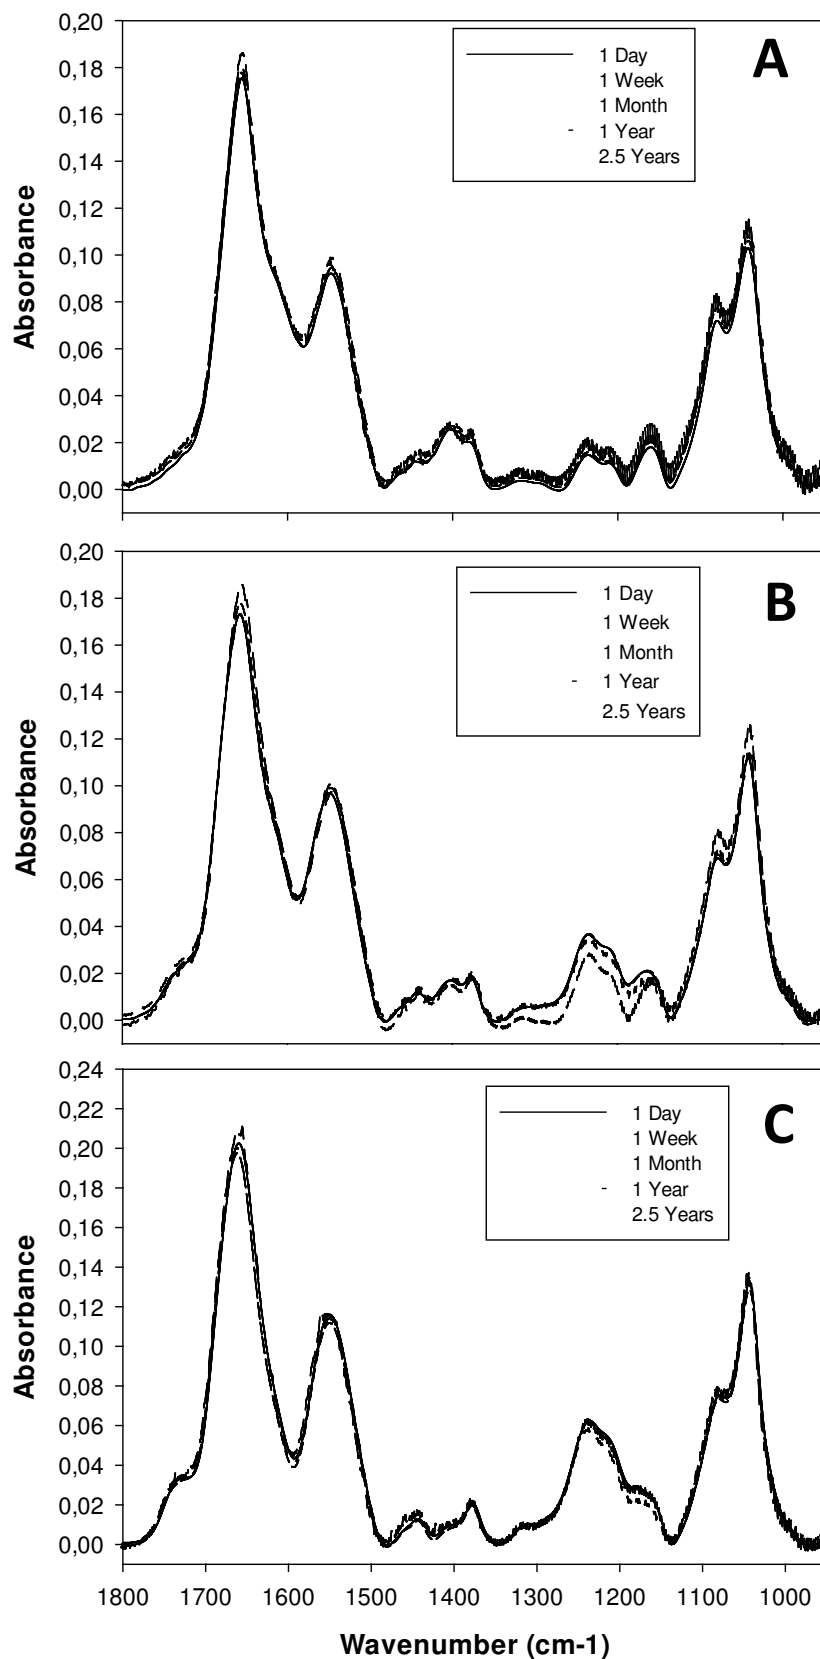 A
0,20
0,18
0,16
0,14
0,12
0,10
0,08
0,06
0,04
0,02
0,00
Absorbance
1 Day
1 Week
1 Month
1 Year
2.5 Years
1800 1600 1400 1200 1000
B
0,20
0,18
0,16
0,14
0,12
0,10
0,08
0,06
0,04
0,02
0,00
Absorbance
1 Day
1 Week
1 Month
1 Year
2.5 Years
C
0,24
0,22
0,20
0,18
0,16
0,14
0,12
0,10
0,08
0,06
0,04
0,02
0,00
Absorbance
1 Day
1 Week
1 Month
1 Year
2.5 Years
1800 1700 1600 1500 1400 1300 1200 1100 1000
Wavenumber (cm-1)